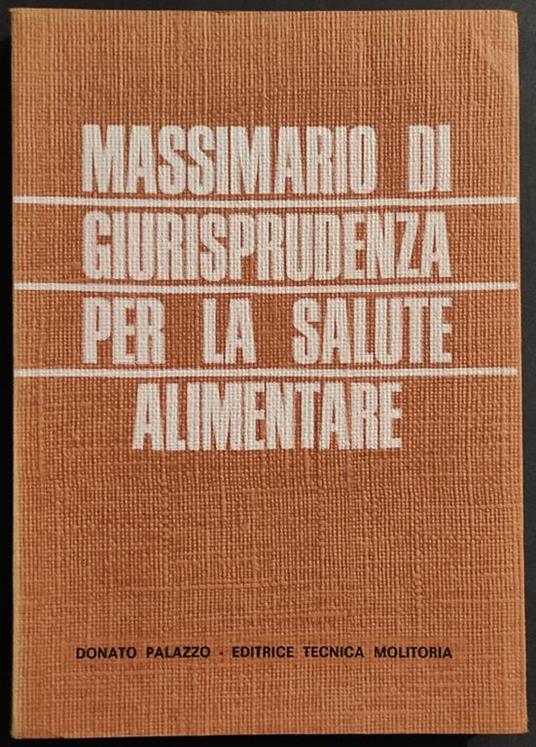 MASSIMARIO DI
GIURISPRUDENZA
PER LA SALUTE
ALIMENTARE
DONATO PALAZZO - EDITRICE TECNICA MOLITORIA